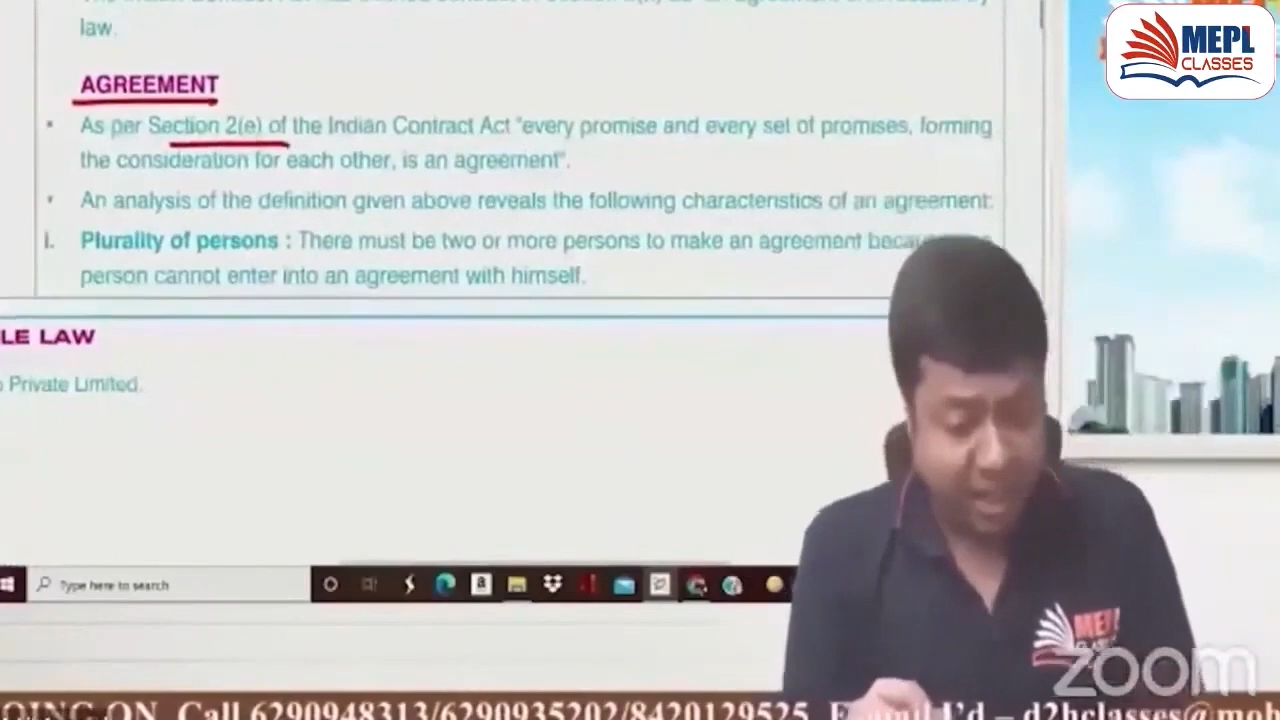 law.
AGREEMENT
• As per Section 2(e) of the Indian Contract Act "every promise and every set of promises, forming
the consideration for each other, is an agreement".
• An analysis of the definition given above reveals the following characteristics of an agreement:
i. Plurality of persons : There must be two or more persons to make an agreement
person cannot enter into an agreement with himself.
LE LAW
Private Limited.
MEPL
CLASSES
Type here to search
MEPL
zoom
ON Call 6290948313/6290935202/8420129525
d2hclasses@